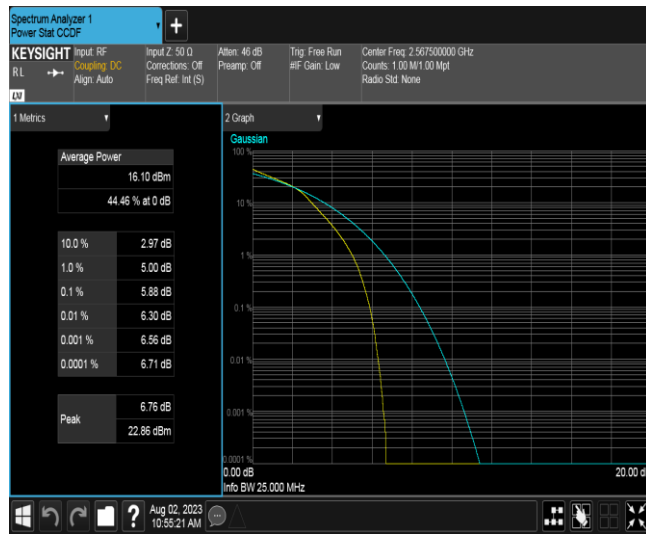 Spectrum Analyzer 1
Power Stat CCDF
+
KEYSIGHT
RL
LXI
Input: RF
Coupling: DC
Align: Auto
Input Z: 50 Ω
Corrections: Off
Freq Ref: Int (S)
Atten: 46 dB
Preamp: Off
Trig: Free Run
#IF Gain: Low
Center Freq: 2.567500000 GHz
Counts: 1.00 M/1.00 Mpt
Radio Std: None
1 Metrics
Average Power
16.10 dBm
44.46 % at 0 dB
10.0 % 2.97 dB
1.0 % 5.00 dB
0.1 % 5.88 dB
0.01 % 6.30 dB
0.001 % 6.56 dB
0.0001 % 6.71 dB
Peak
6.76 dB
22.86 dBm
2 Graph
Gaussian
100 %
10 %
1 %
0.1 %
0.01 %
0.001 %
0.0001 %
0.00 dB
20.00 d
Info BW 25.000 MHz
?
Aug 02, 2023
10:55:21 AM